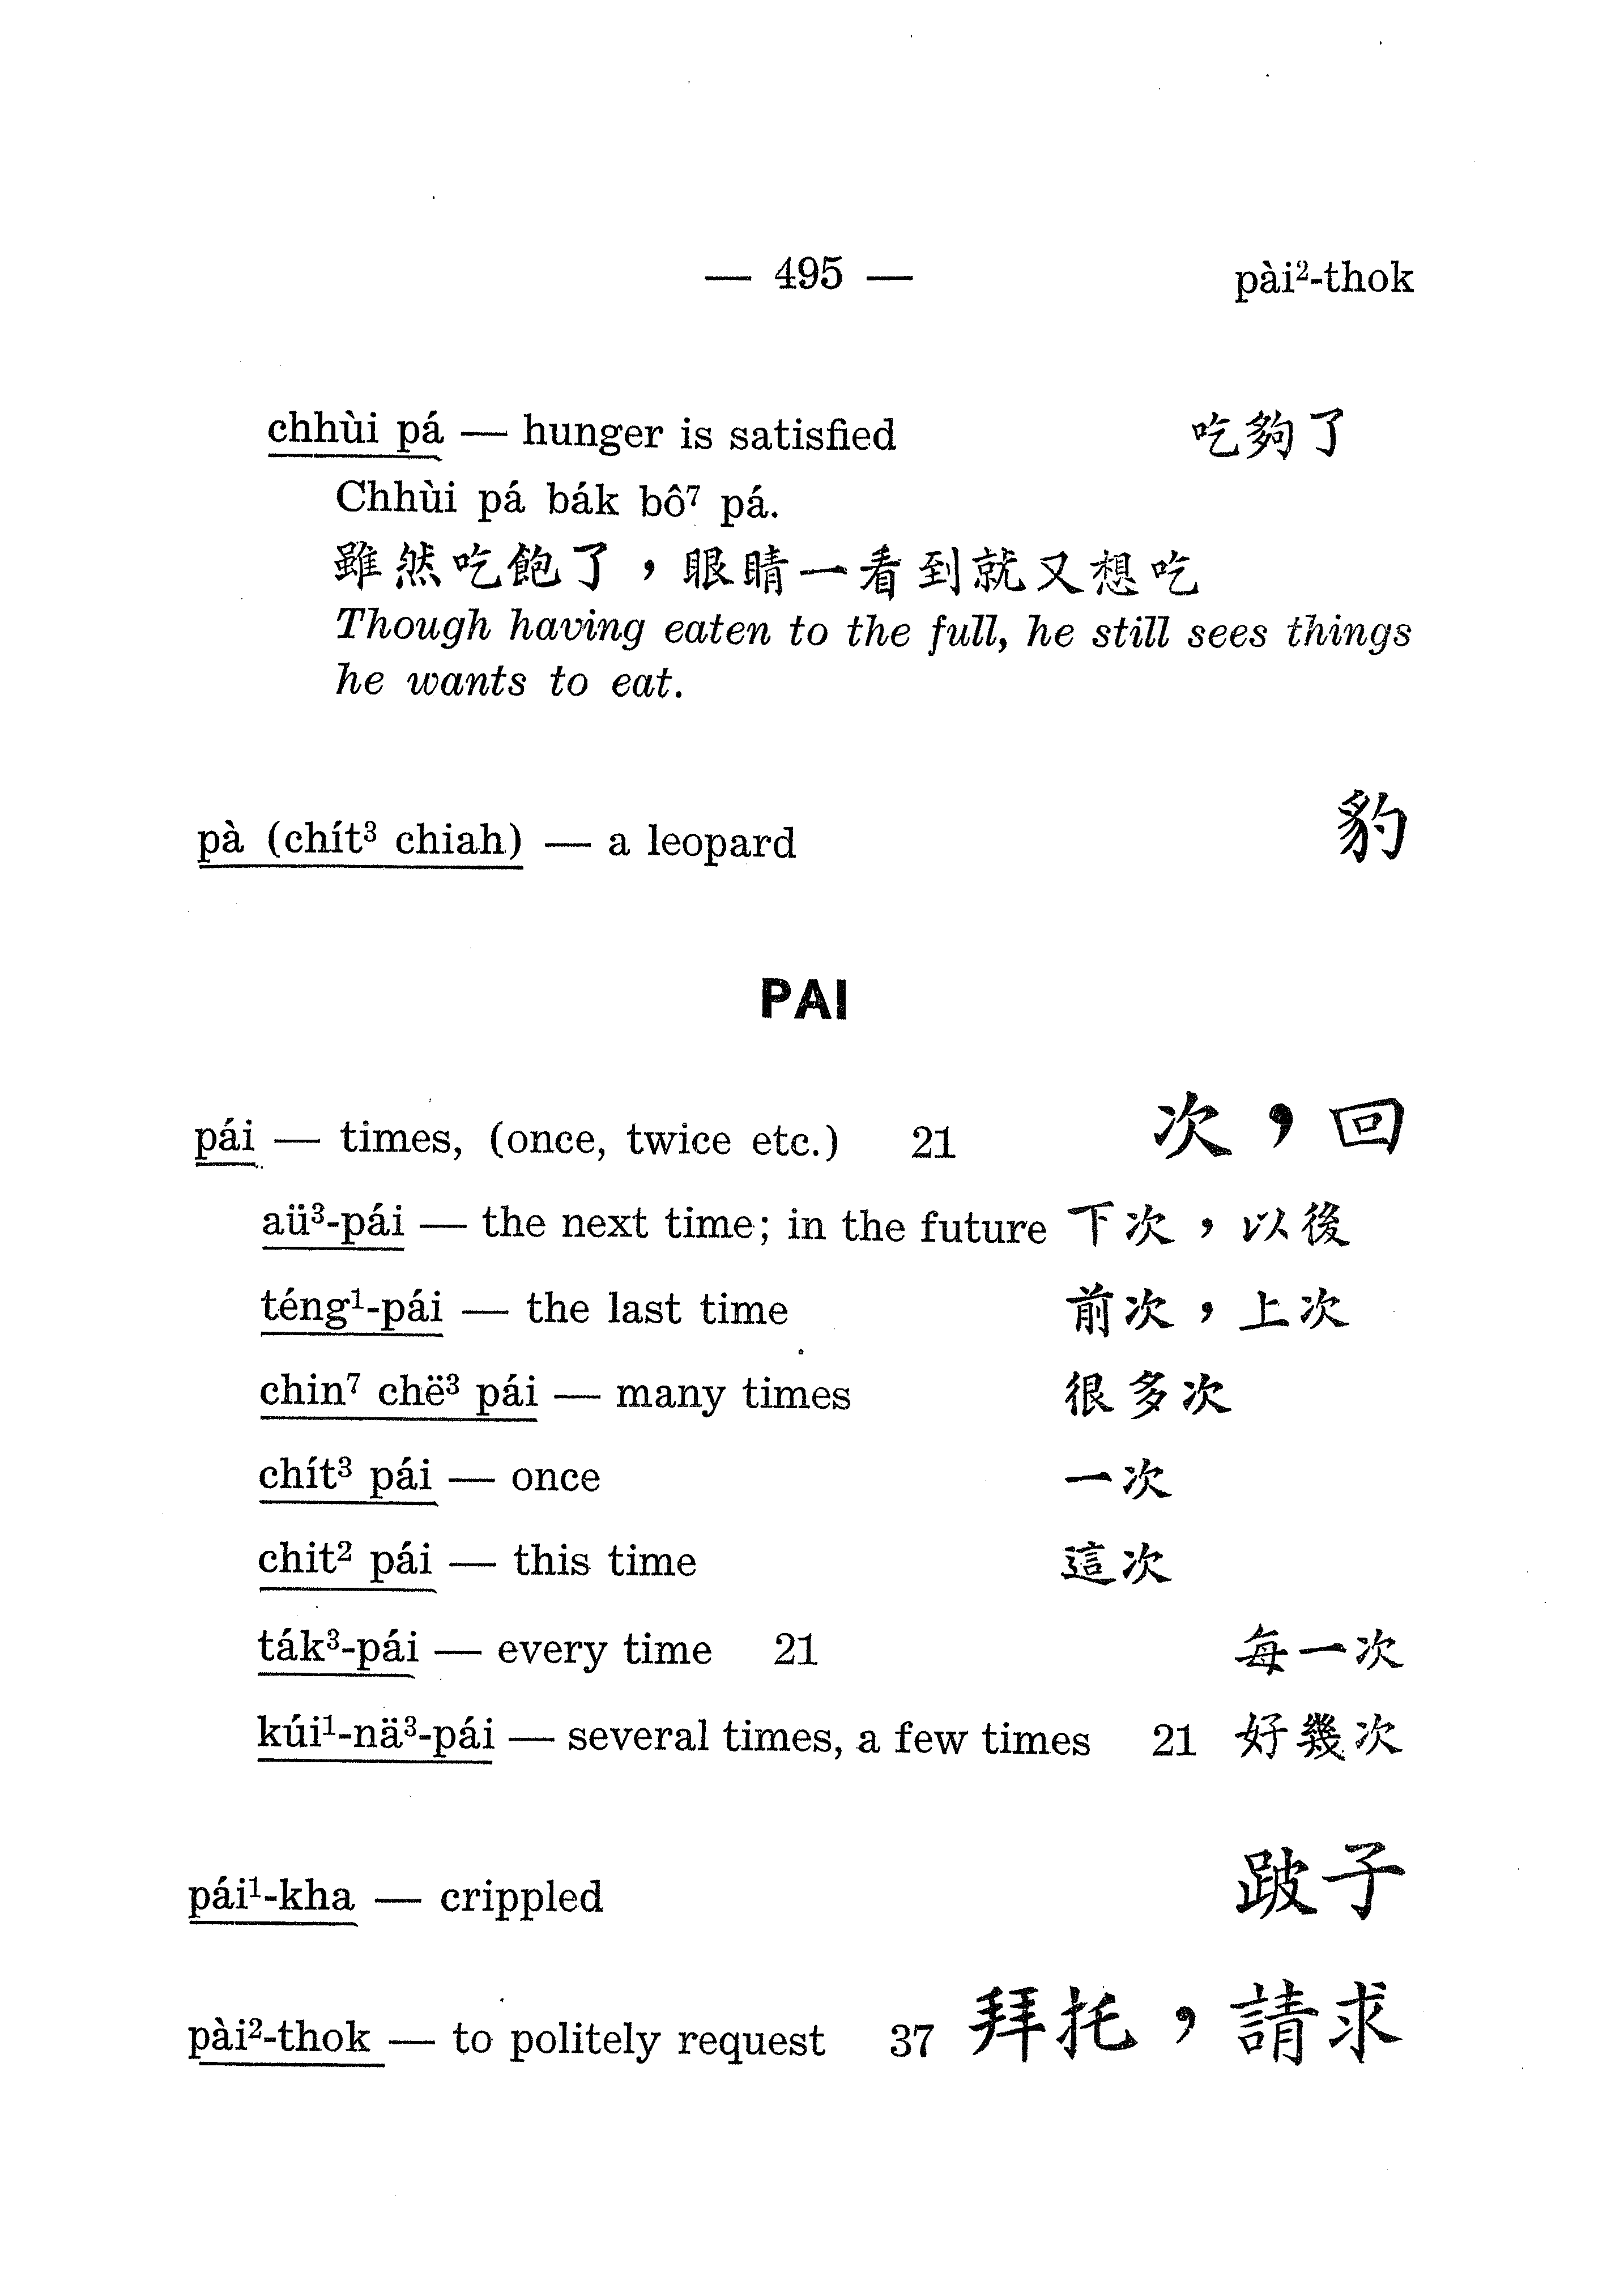 — 495 — pài²-thok
chhùi pá — hunger is satisfied 吃夠了
Chhùi pá bák bô⁷ pá.
雖然吃飽了，眼睛一看到就又想吃
Though having eaten to the full, he still sees things
he wants to eat.
pà (chít³ chiah) — a leopard 豹
PAI
pái — times, (once, twice etc.) 21 次，回
aü³-pái — the next time; in the future 下次，以後
téng¹-pái — the last time 前次，上次
chin⁷ chë³ pái — many times 很多次
chít³ pái — once 一次
chit² pái — this time 這次
ták³-pái — every time 21 每一次
kúi¹-nä³-pái — several times, a few times 21 好幾次
pái¹-kha — crippled 跛子
pài²-thok — to politely request 37 拜托，請求